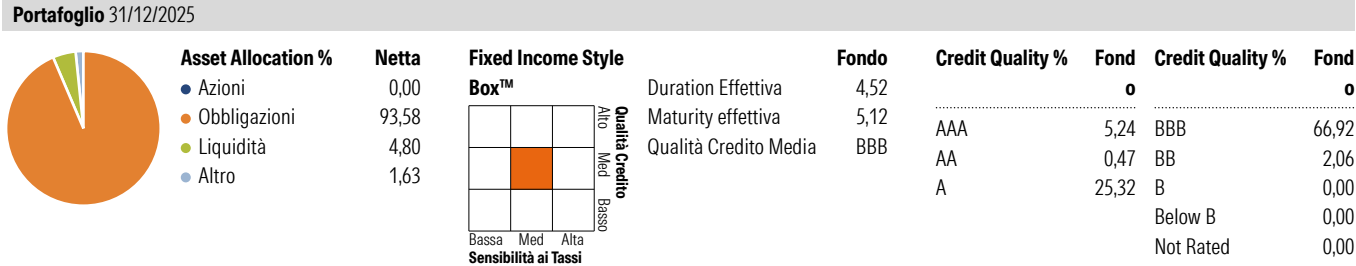 Portafoglio 31/12/2025
Asset Allocation % Netta
Azioni 0,00
Obbligazioni 93,58
Liquidità 4,80
Altro 1,63
Fixed Income Style
Box™
Alto Med Basso
Qualità Credito
Bassa Med Alta
Sensibilità ai Tassi
Fondo
Duration Effettiva 4,52
Maturity effettiva 5,12
Qualità Credito Media BBB
Credit Quality % Fond
o
AAA 5,24
AA 0,47
A 25,32
Credit Quality % Fond
o
BBB 66,92
BB 2,06
B 0,00
Below B 0,00
Not Rated 0,00